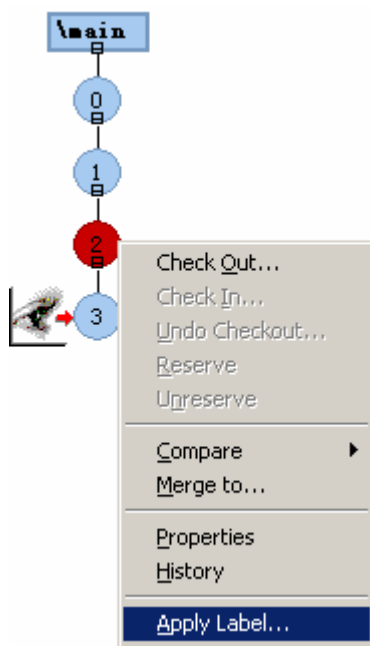 \main
0
1
2
3
Check Out...
Check In...
Undo Checkout...
Reserve
Unreserve
Compare
Merge to...
Properties
History
Apply Label...